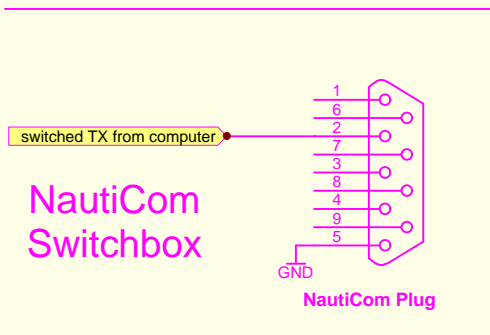 1
6
switched TX from computer
2
7
3
8
4
9
5
NautiCom
Switchbox
GND
NautiCom Plug